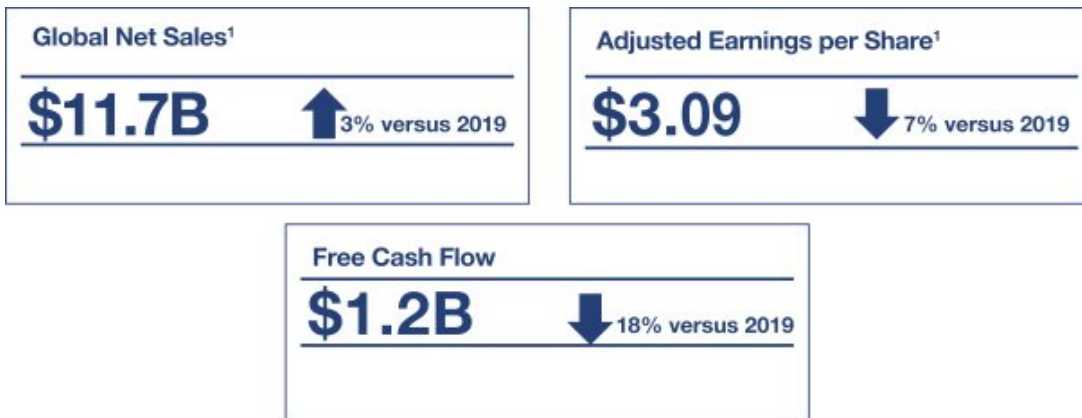 Global Net Sales¹
$11.7B
3% versus 2019
Adjusted Earnings per Share¹
$3.09
7% versus 2019
Free Cash Flow
$1.2B
18% versus 2019